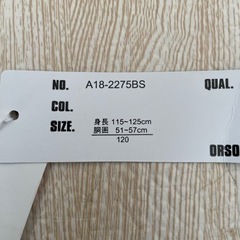 NO. A18-2275BS QUAL.
COL.
SIZE. 身長 115~125cm
胴囲 51~57cm
120
ORSO